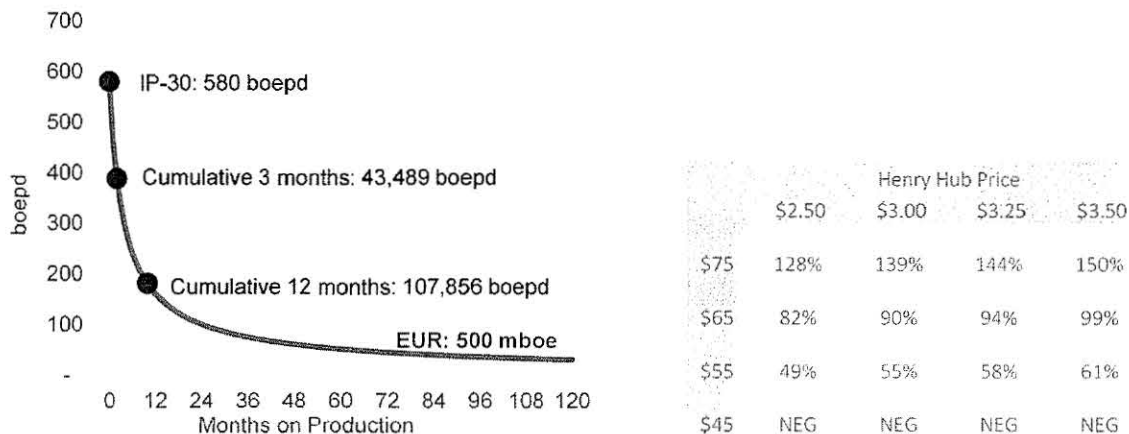 700
600
IP-30: 580 boepd
500
400
Cumulative 3 months: 43,489 boepd
300
200
Cumulative 12 months: 107,856 boepd
100
EUR: 500 mboe
-
0 12 24 36 48 60 72 84 96 108 120
Months on Production
boepd
Henry Hub Price
$2.50 $3.00 $3.25 $3.50
$75 128% 139% 144% 150%
$65 82% 90% 94% 99%
$55 49% 55% 58% 61%
$45 NEG NEG NEG NEG